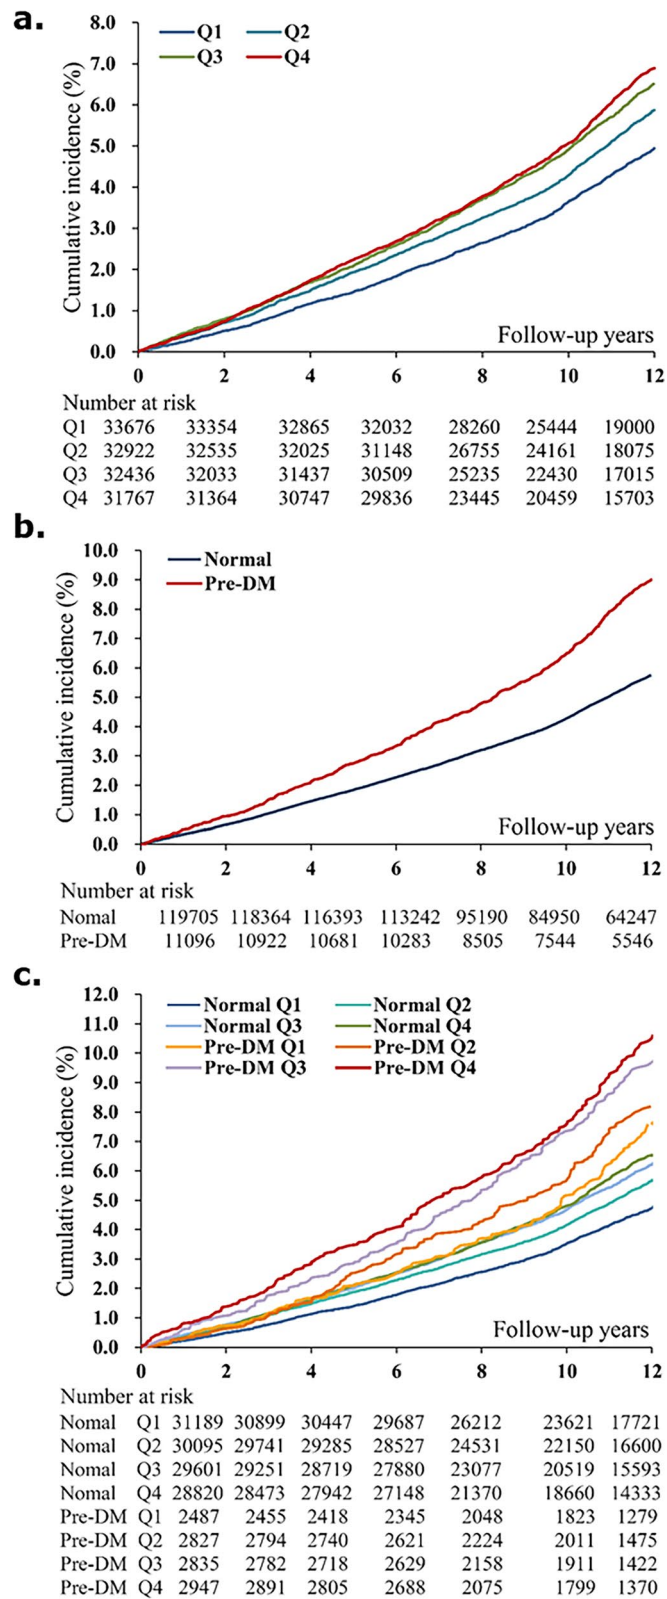 a.
8.0
7.0
6.0
5.0
4.0
3.0
2.0
1.0
0.0
Cumulative incidence (%)
Q1 Q2
Q3 Q4
Follow-up years
0 2 4 6 8 10 12
Number at risk
Q1 33676 33354 32865 32032 28260 25444 19000
Q2 32922 32535 32025 31148 26755 24161 18075
Q3 32436 32033 31437 30509 25235 22430 17015
Q4 31767 31364 30747 29836 23445 20459 15703
b.
10.0
9.0
8.0
7.0
6.0
5.0
4.0
3.0
2.0
1.0
0.0
Cumulative incidence (%)
Normal
Pre-DM
Follow-up years
0 2 4 6 8 10 12
Number at risk
Nomal 119705 118364 116393 113242 95190 84950 64247
Pre-DM 11096 10922 10681 10283 8505 7544 5546
c.
12.0
11.0
10.0
9.0
8.0
7.0
6.0
5.0
4.0
3.0
2.0
1.0
0.0
Cumulative incidence (%)
Normal Q1 Normal Q2
Normal Q3 Normal Q4
Pre-DM Q1 Pre-DM Q2
Pre-DM Q3 Pre-DM Q4
Follow-up years
0 2 4 6 8 10 12
Number at risk
Nomal Q1 31189 30899 30447 29687 26212 23621 17721
Nomal Q2 30095 29741 29285 28527 24531 22150 16600
Nomal Q3 29601 29251 28719 27880 23077 20519 15593
Nomal Q4 28820 28473 27942 27148 21370 18660 14333
Pre-DM Q1 2487 2455 2418 2345 2048 1823 1279
Pre-DM Q2 2827 2794 2740 2621 2224 2011 1475
Pre-DM Q3 2835 2782 2718 2629 2158 1911 1422
Pre-DM Q4 2947 2891 2805 2688 2075 1799 1370